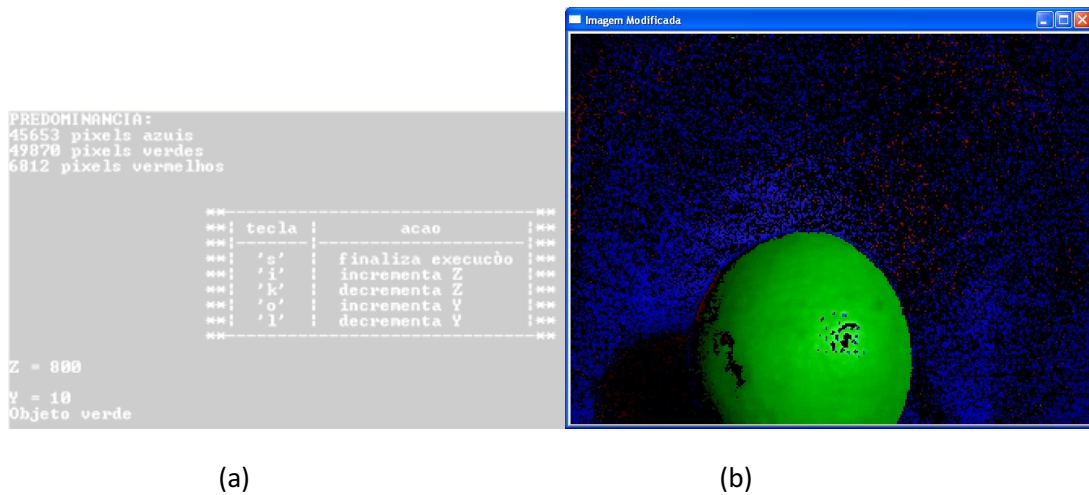 Imagem Modificada
PREDOMINANCIA:
45653 pixels azuis
49870 pixels verdes
6812 pixels vermelhos
**--------------------------------------**
**| tecla | acao |**
**|-------|------------------------|**
**| 's' | finaliza execucòo |**
**| 'i' | incrementa Z |**
**| 'k' | decrementa Z |**
**| 'o' | incrementa Y |**
**| 'l' | decrementa Y |**
**--------------------------------------**
Z = 800
Y = 10
Objeto verde
(a) (b)